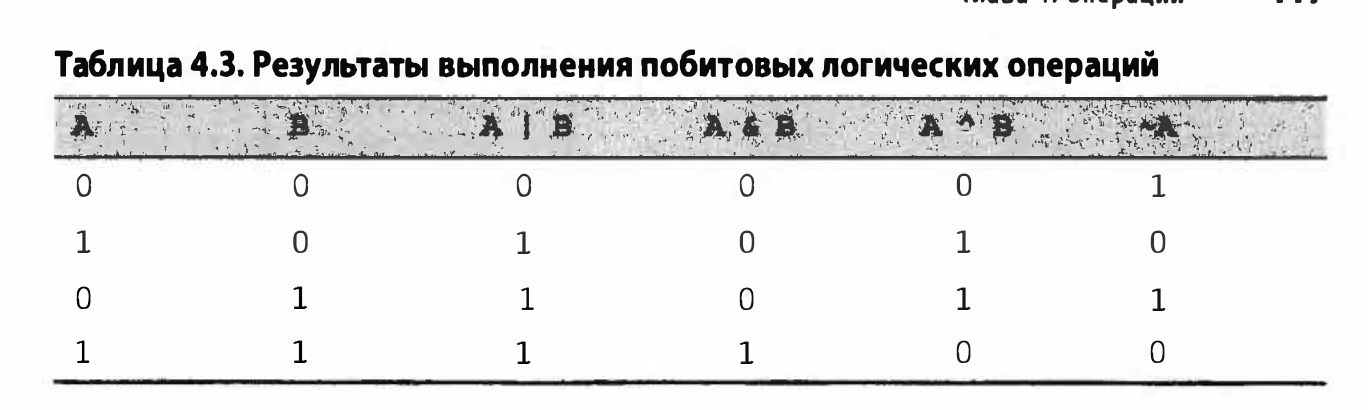 Таблица 4.3. Результаты выполнения побитовых логических операций
A B A | B A & B A ^ B ~A
0 0 0 0 0 1
1 0 1 0 1 0
0 1 1 0 1 1
1 1 1 1 0 0